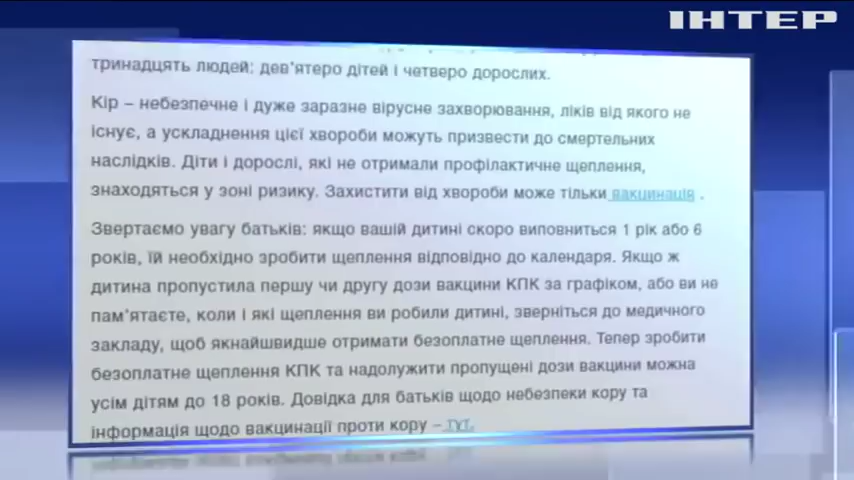 ІНТЕР
тринадцять людей: дев’ятеро дітей і четверо дорослих.
Кір – небезпечне і дуже заразне вірусне захворювання, ліків від якого не
існує, а ускладнення цієї хвороби можуть призвести до смертельних
наслідків. Діти і дорослі, які не отримали профілактичне щеплення,
знаходяться у зоні ризику. Захистити від хвороби може тільки вакцинація .
Звертаємо увагу батьків: якщо вашій дитині скоро виповниться 1 рік або 6
років, їй необхідно зробити щеплення відповідно до календаря. Якщо ж
дитина пропустила першу чи другу дози вакцини КПК за графіком, або ви не
пам’ятаєте, коли і які щеплення ви робили дитині, зверніться до медичного
закладу, щоб якнайшвидше отримати безоплатне щеплення. Тепер зробити
безоплатне щеплення КПК та надолужити пропущені дози вакцини можна
усім дітям до 18 років. Довідка для батьків щодо небезпеки кору та
інформація щодо вакцинації проти кору – тут.